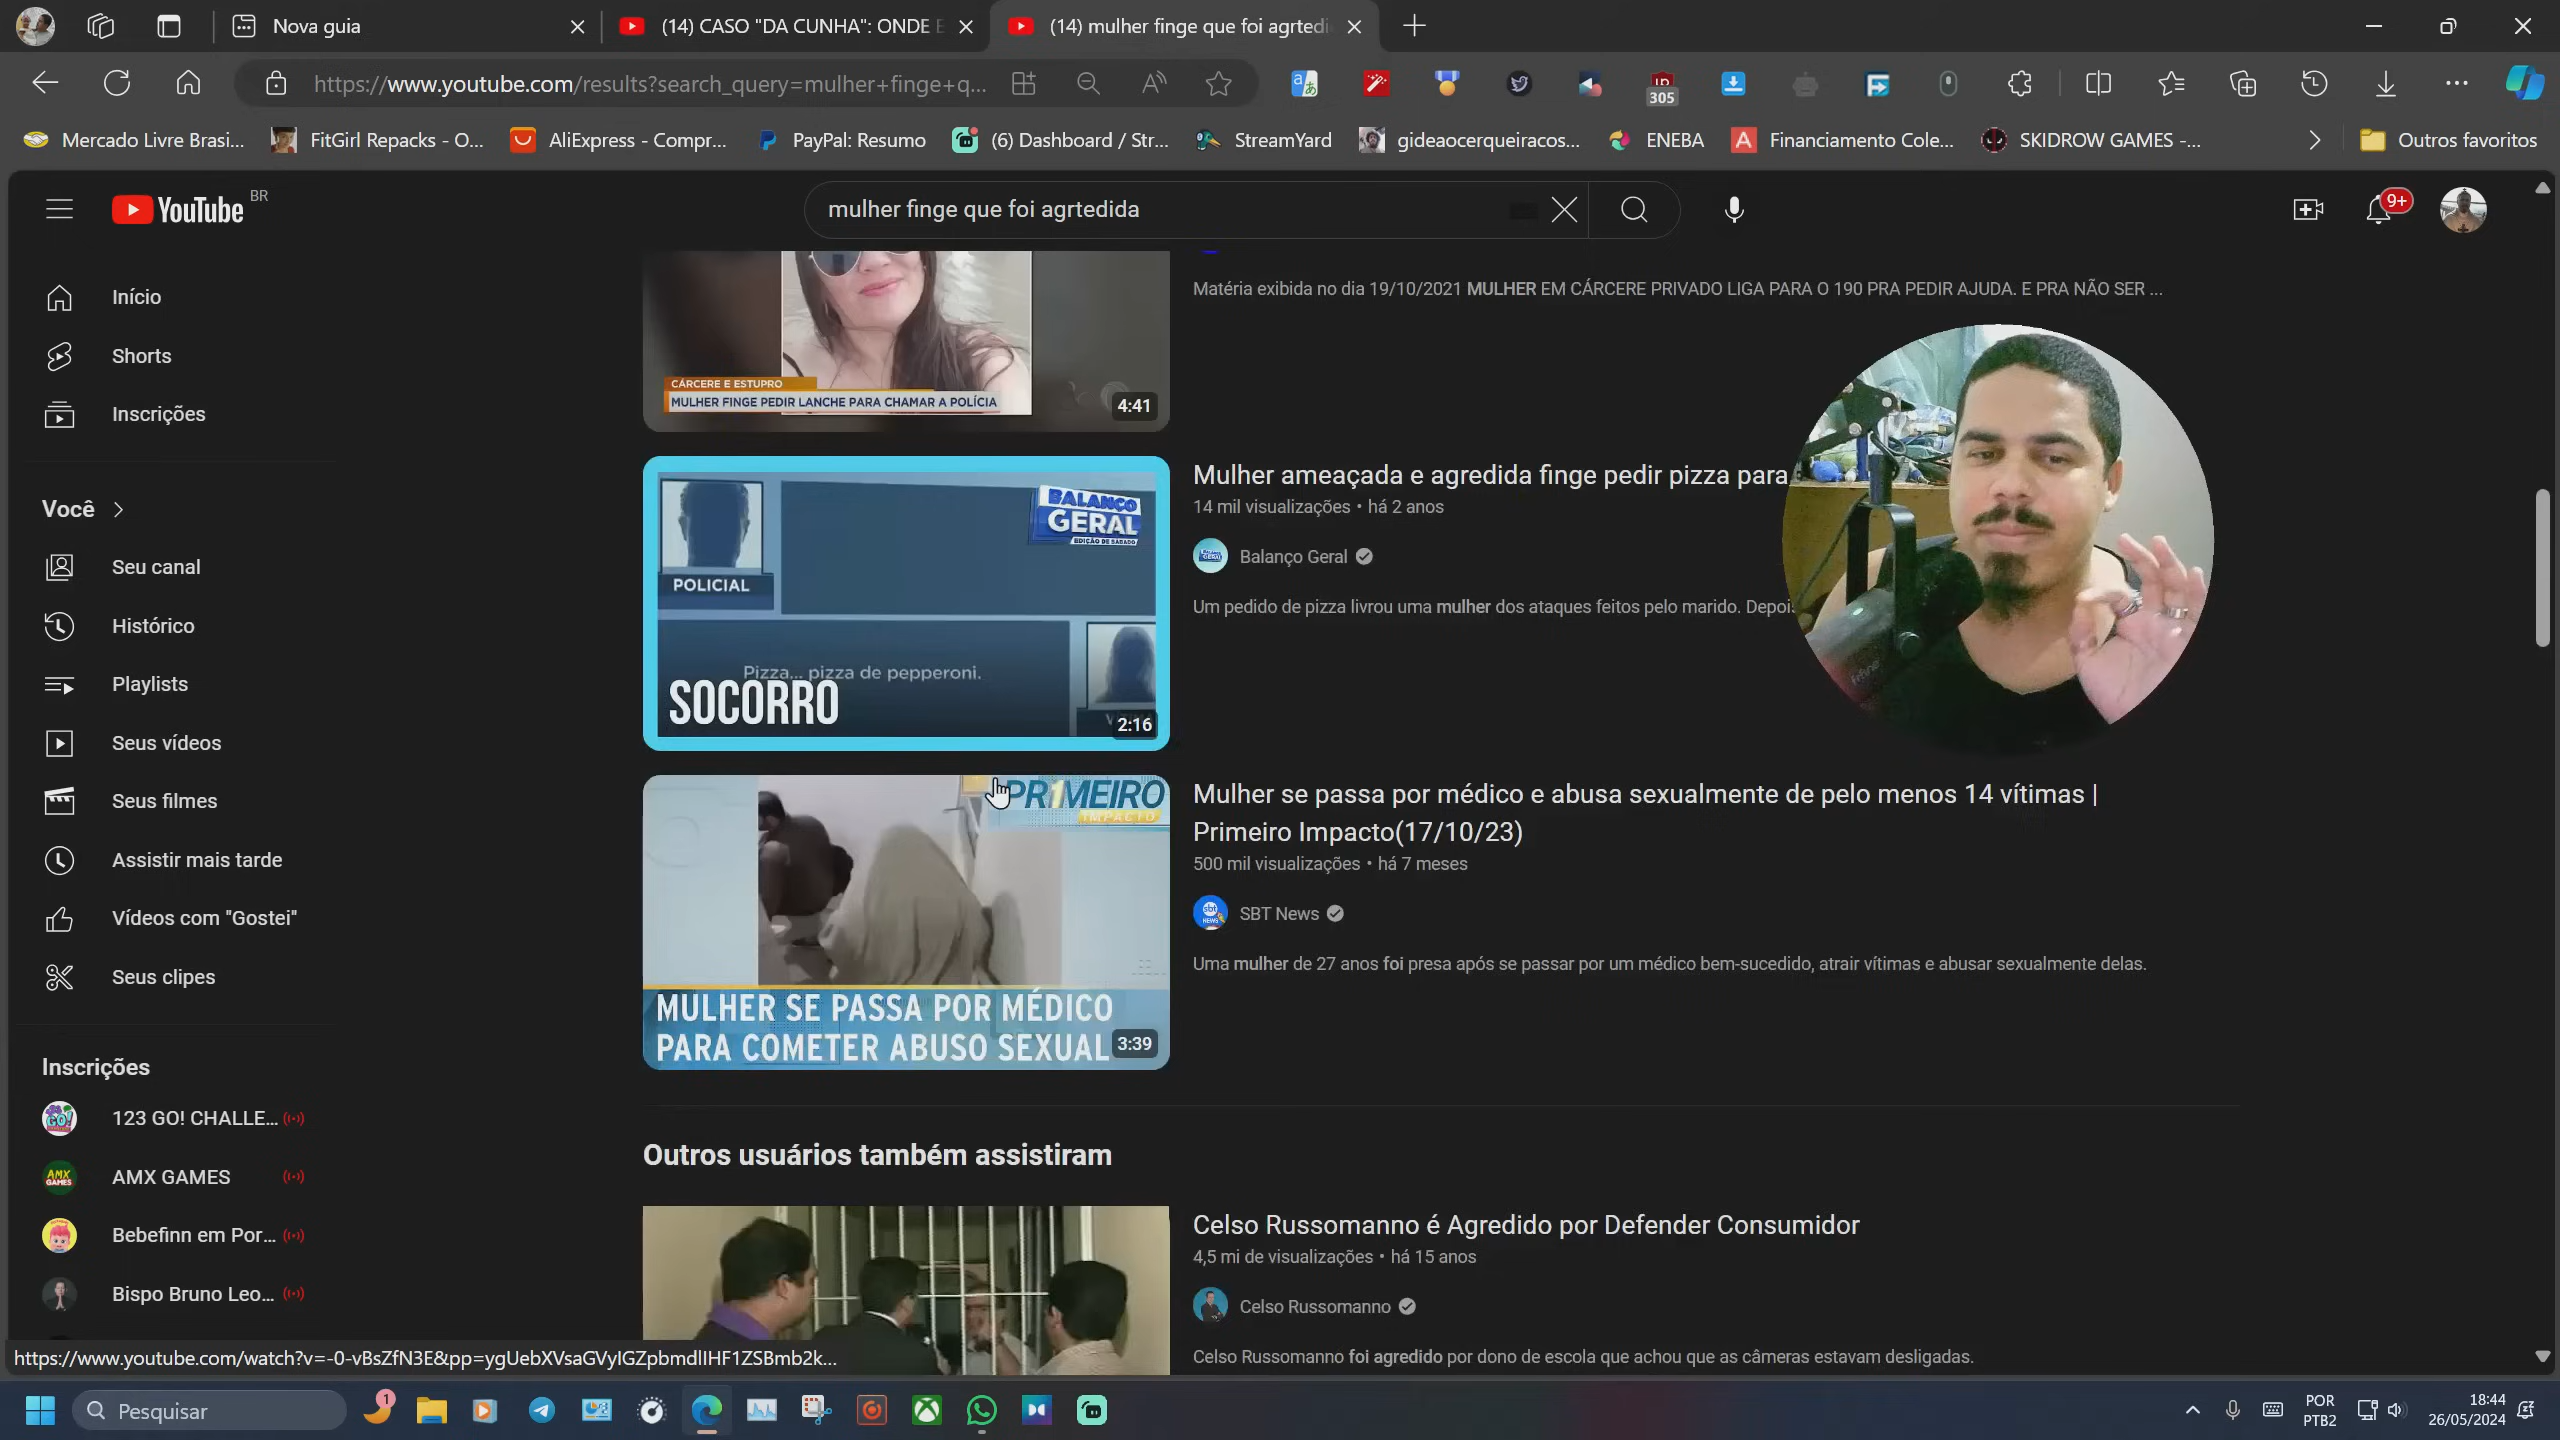 Nova guia
(14) CASO "DA CUNHA": ONDE E
(14) mulher finge que foi agrtedi
https://www.youtube.com/results?search_query=mulher+finge+q...
305
Mercado Livre Brasi...
FitGirl Repacks - O...
AliExpress - Compr...
PayPal: Resumo
(6) Dashboard / Str...
StreamYard
gideaocerqueiracos...
ENEBA
Financiamento Cole...
SKIDROW GAMES -...
Outros favoritos
YouTube BR
mulher finge que foi agrtedida
9+
Início
Shorts
Inscrições
Você
Seu canal
Histórico
Playlists
Seus vídeos
Seus filmes
Assistir mais tarde
Vídeos com "Gostei"
Seus clipes
Inscrições
123 GO! CHALLE...
AMX GAMES
Bebefinn em Por...
Bispo Bruno Leo...
CÁRCERE E ESTUPRO
MULHER FINGE PEDIR LANCHE PARA CHAMAR A POLÍCIA
4:41
Matéria exibida no dia 19/10/2021 MULHER EM CÁRCERE PRIVADO LIGA PARA O 190 PRA PEDIR AJUDA. E PRA NÃO SER ...
BALANÇO
GERAL
EDIÇÃO DE SÁBADO
POLICIAL
Pizza... pizza de pepperoni.
SOCORRO
2:16
Mulher ameaçada e agredida finge pedir pizza para
14 mil visualizações • há 2 anos
Balanço Geral
Um pedido de pizza livrou uma mulher dos ataques feitos pelo marido. Depois
PR1MEIRO
IMPACTO
MULHER SE PASSA POR MÉDICO
PARA COMETER ABUSO SEXUAL
3:39
Mulher se passa por médico e abusa sexualmente de pelo menos 14 vítimas |
Primeiro Impacto(17/10/23)
500 mil visualizações • há 7 meses
SBT News
Uma mulher de 27 anos foi presa após se passar por um médico bem-sucedido, atrair vítimas e abusar sexualmente delas.
Outros usuários também assistiram
Celso Russomanno é Agredido por Defender Consumidor
4,5 mi de visualizações • há 15 anos
Celso Russomanno
Celso Russomanno foi agredido por dono de escola que achou que as câmeras estavam desligadas.
https://www.youtube.com/watch?v=-0-vBsZfN3E&pp=ygUebXVsaGVyIGZpbmdlIHF1ZSBmb2k...
Pesquisar
1
POR
PTB2
18:44
26/05/2024